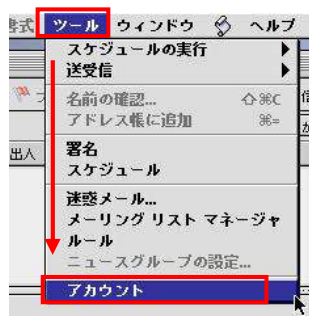 書式 ツール ウィンドウ ヘルプ
スケジュールの実行
送受信
名前の確認... ⇧⌘C
アドレス帳に追加 ⌘=
出人
署名
スケジュール
迷惑メール...
メーリング リスト マネージャ
ルール
ニュースグループの設定...
アカウント